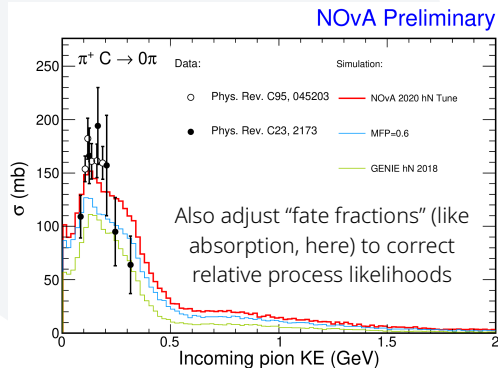 NOvA Preliminary
π⁺ C → 0π
Data:
Simulation:
Phys. Rev. C95, 045203
NOvA 2020 hN Tune
Phys. Rev. C23, 2173
MFP=0.6
GENIE hN 2018
Also adjust “fate fractions” (like
absorption, here) to correct
relative process likelihoods
σ (mb)
250
200
150
100
50
0
0 0.5 1 1.5 2
Incoming pion KE (GeV)